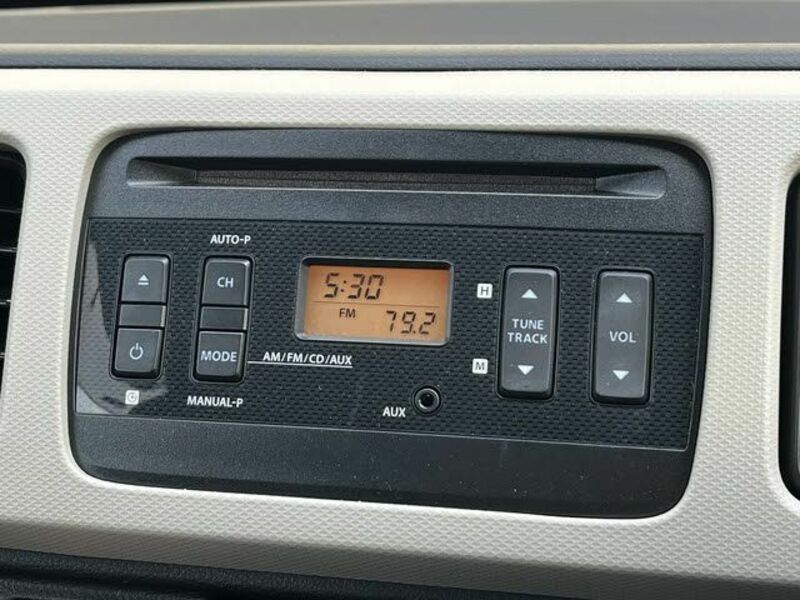 AUTO-P
CH
MODE
AM/FM/CD/AUX
MANUAL-P
5:30
FM 79.2
AUX
H
M
TUNE
TRACK
VOL